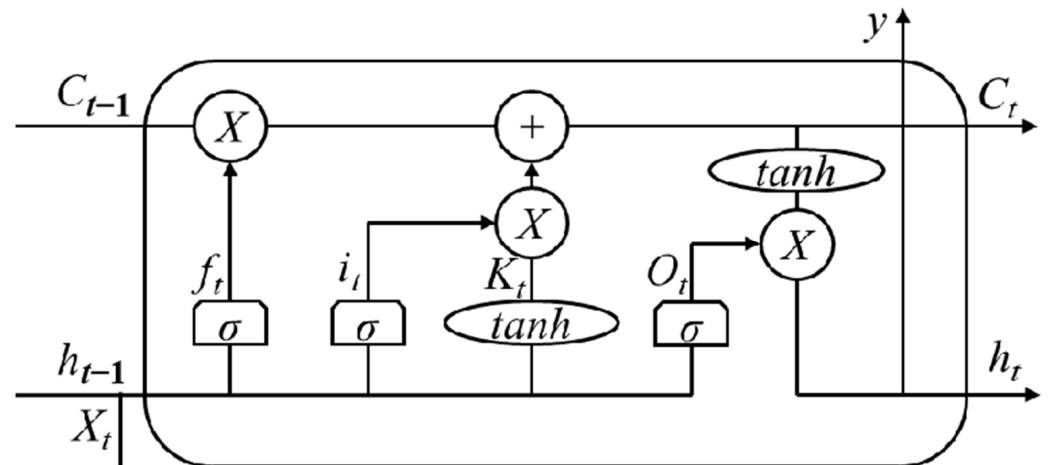 y
C_{t-1} X + C_t
tanh
X X
f_t i_t K_t O_t
σ σ tanh σ
h_{t-1} h_t
X_t